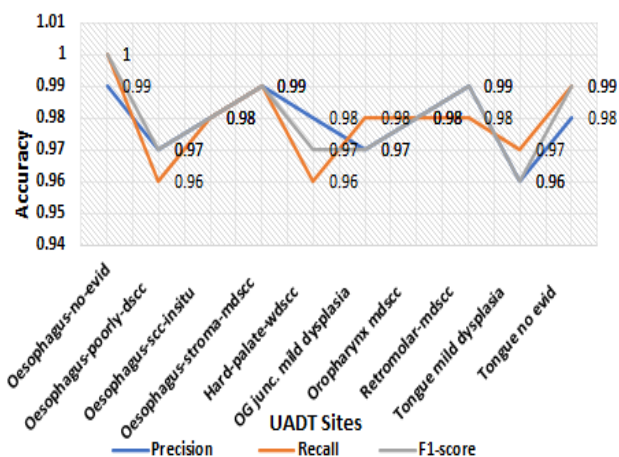 1.01
1
0.99
0.98
0.97
0.96
0.95
0.94
Accuracy
1
0.99 0.99 0.99 0.99
0.98 0.98 0.98 0.98 0.98 0.98
0.97 0.97 0.97 0.97
0.96 0.96 0.96
Oesophagus-no-evid
Oesophagus-poorly-dscc
Oesophagus-scc-insitu
Oesophagus-stroma-mdscc
Hard-palate-wdscc
OG junc. mild dysplasia
Oropharynx mdscc
Retromolar-mdscc
Tongue mild dysplasia
Tongue no evid
UADT Sites
Precision Recall F1-score